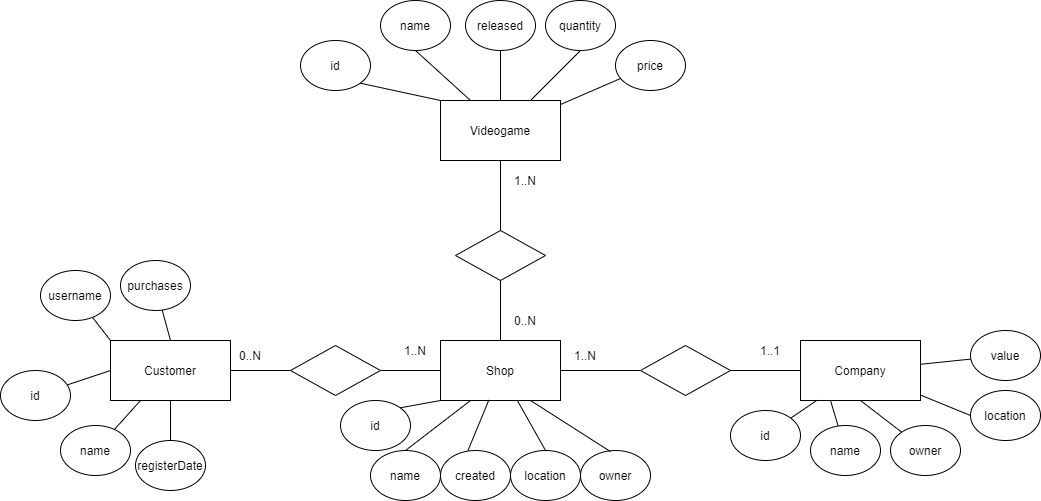 name
released
quantity
id
price
Videogame
1..N
username
purchases
0..N
0..N
1..N
1..N
1..1
Customer
Shop
Company
value
id
id
location
id
name
owner
name
registerDate
name
created
location
owner